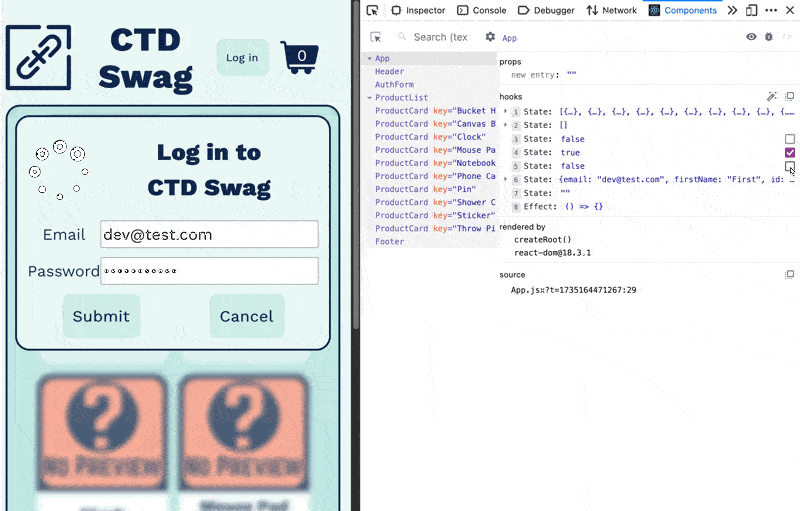 CTD
Swag
Log in
0
Log in to
CTD Swag
Email
dev@test.com
Password
Submit
Cancel
NO PREVIEW
NO PREVIEW
Mouse Pad
Inspector
Console
Debugger
Network
Components
Search (tex
App
App
Header
AuthForm
ProductList
ProductCard key="Bucket H
ProductCard key="Canvas B
ProductCard key="Clock"
ProductCard key="Mouse Pa
ProductCard key="Notebook
ProductCard key="Phone Ca
ProductCard key="Pin"
ProductCard key="Shower C
ProductCard key="Sticker"
ProductCard key="Throw Pi
Footer
props
new entry: ""
hooks
1 State: [{…}, {…}, {…}, {…}, {…}, {…}, {…}, {…}, {……
2 State: []
3 State: false
4 State: true
5 State: false
6 State: {email: "dev@test.com", firstName: "First", id: …
7 State: ""
8 Effect: () => {}
rendered by
createRoot()
react-dom@18.3.1
source
App.jsx?t=1735164471267:29